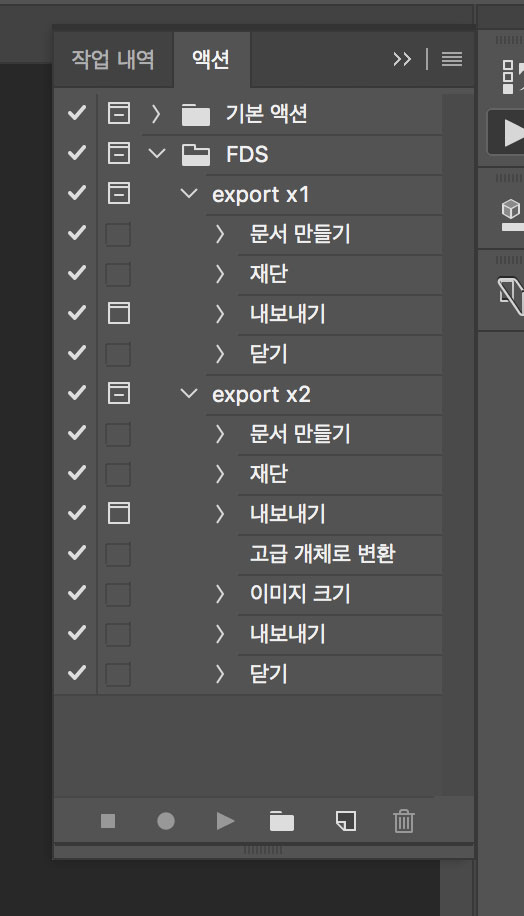 작업 내역 액션
기본 액션
FDS
export x1
문서 만들기
재단
내보내기
닫기
export x2
문서 만들기
재단
내보내기
고급 개체로 변환
이미지 크기
내보내기
닫기